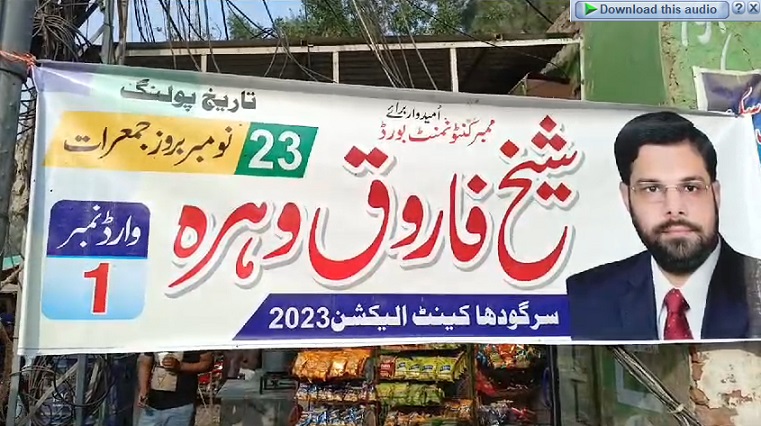 Download this audio
تاریخ پولنگ
23 نومبر بروز جمعرات
امیدوار برائے
ممبر کنٹونمنٹ بورڈ
شیخ فاروق وہرہ
وارڈ نمبر
1
سرگودھا کینٹ الیکشن 2023